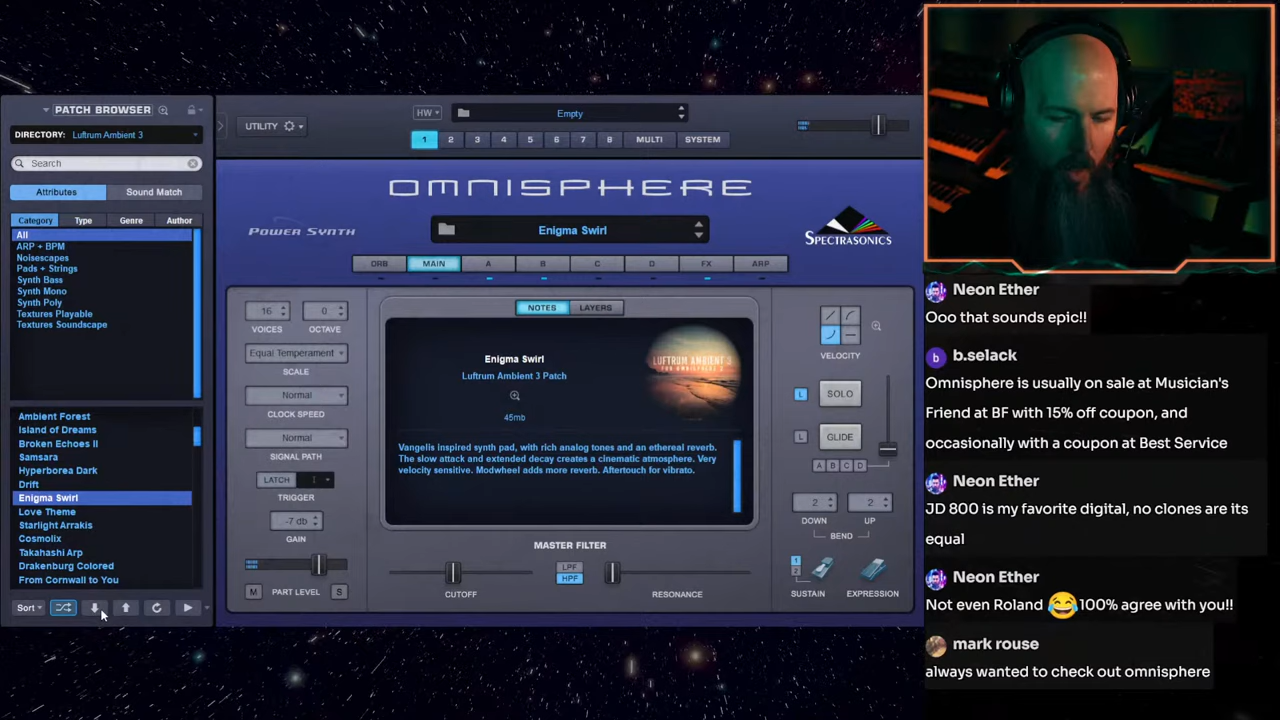 PATCH BROWSER
DIRECTORY: Luftrum Ambient 3
Search
Attributes
Sound Match
Category
Type
Genre
Author
All
ARP + BPM
Noisescapes
Pads + Strings
Synth Bass
Synth Mono
Synth Poly
Textures Playable
Textures Soundscape
Ambient Forest
Island of Dreams
Broken Echoes II
Samsara
Hyperborea Dark
Drift
Enigma Swirl
Love Theme
Starlight Arrakis
Cosmolix
Takahashi Arp
Drakenburg Colored
From Cornwall to You
Sort
UTILITY
HW
Empty
1 2 3 4 5 6 7 8 MULTI SYSTEM
OMNISPHERE
POWER SYNTH
Enigma Swirl
SPECTRASONICS
ORB MAIN A B C D FX ARP
16
VOICES
0
OCTAVE
Equal Temperament
SCALE
Normal
CLOCK SPEED
Normal
SIGNAL PATH
LATCH
TRIGGER
-7 db
GAIN
M PART LEVEL S
NOTES
LAYERS
Enigma Swirl
Luftrum Ambient 3 Patch
45mb
LUFTRUM AMBIENT 3
FOR OMNISPHERE 2
Vangelis inspired synth pad, with rich analog tones and an ethereal reverb.
The slow attack and extended decay creates a cinematic atmosphere. Very
velocity sensitive. Modwheel adds more reverb. Aftertouch for vibrato.
MASTER FILTER
LPF
HPF
CUTOFF
RESONANCE
VELOCITY
L SOLO
L GLIDE
A B C D
2
DOWN
2
UP
BEND
1
2
SUSTAIN
EXPRESSION
Neon Ether
Ooo that sounds epic!!
b
b.selack
Omnisphere is usually on sale at Musician's
Friend at BF with 15% off coupon, and
occasionally with a coupon at Best Service
Neon Ether
JD 800 is my favorite digital, no clones are its
equal
Neon Ether
Not even Roland 😂100% agree with you!!
mark rouse
always wanted to check out omnisphere